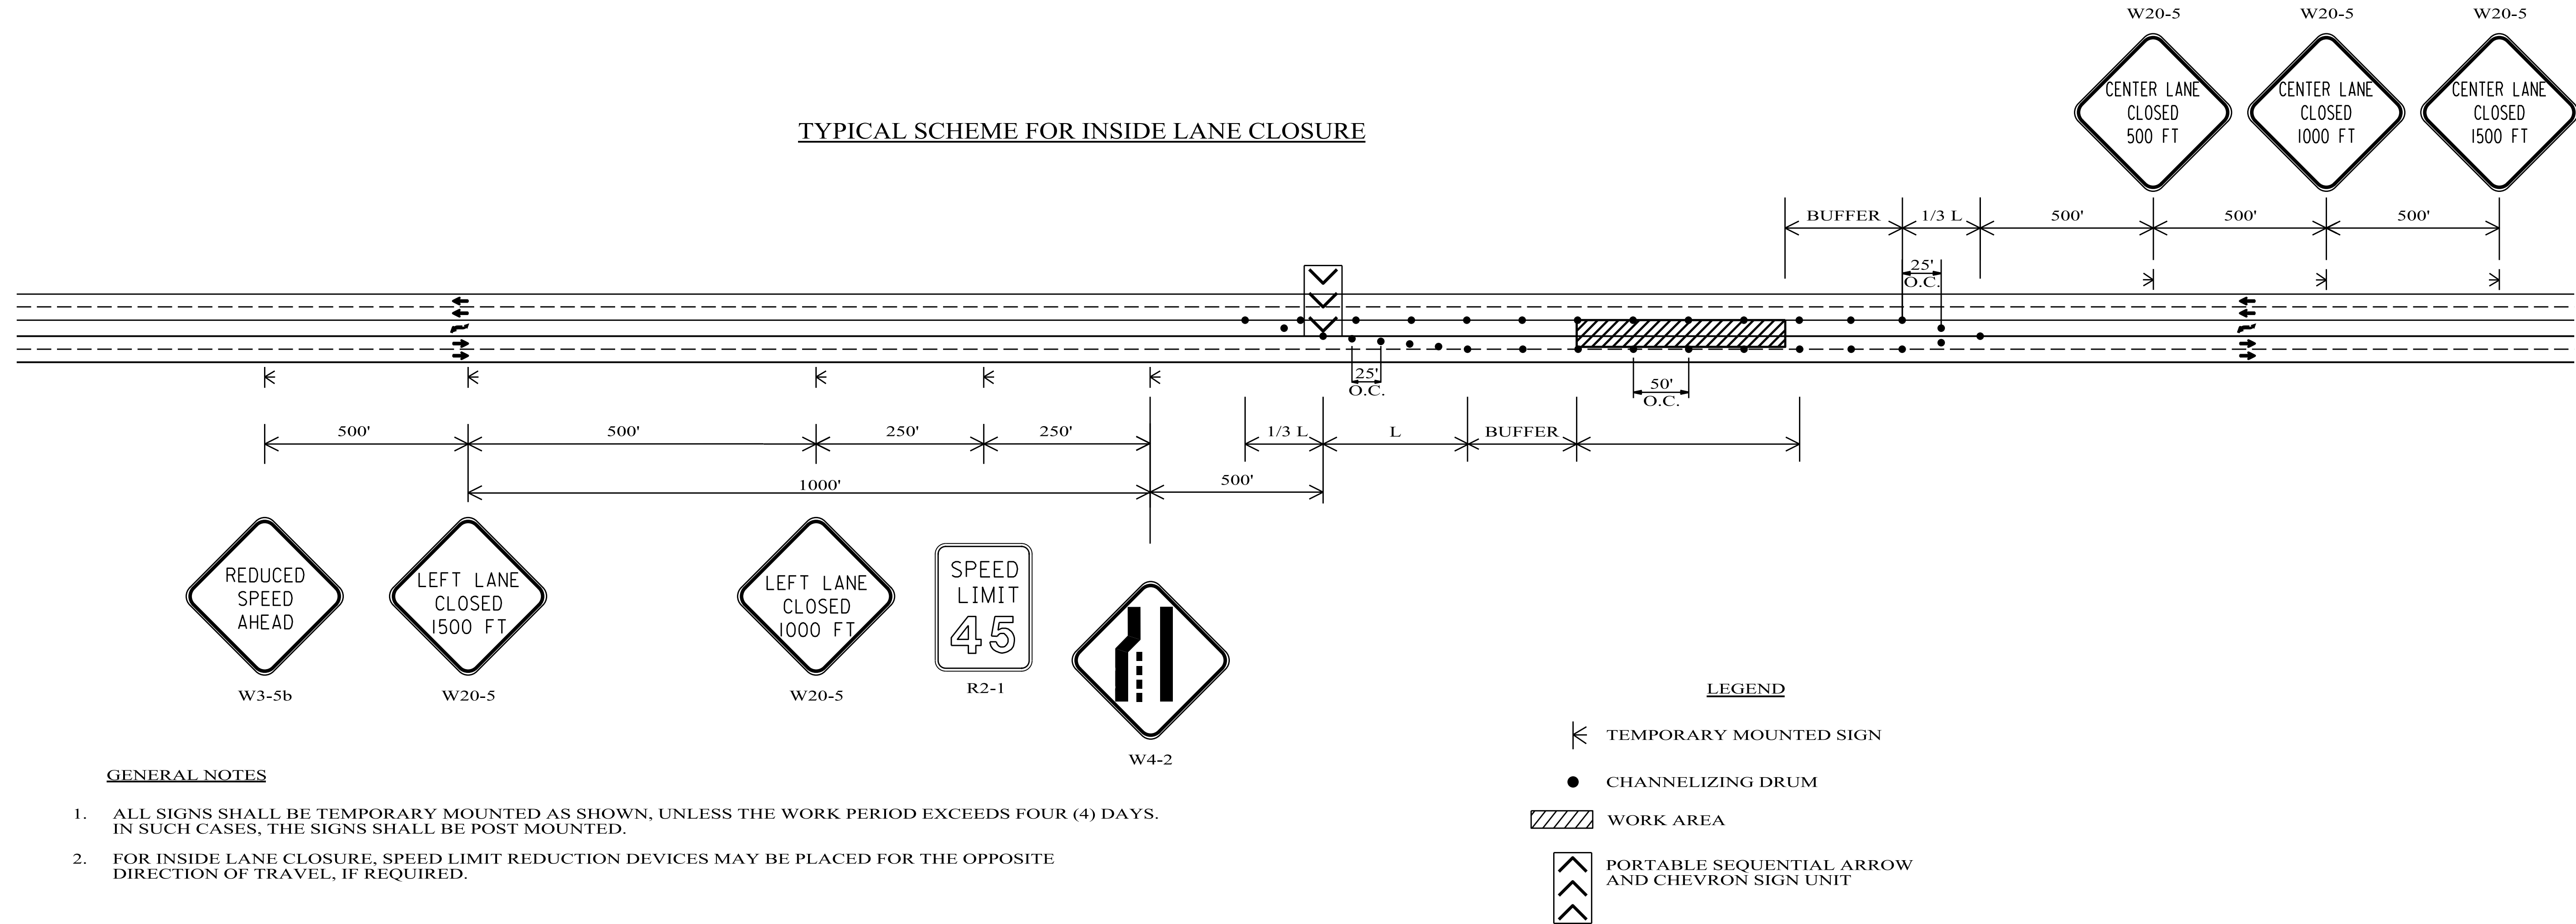 W20-5 W20-5 W20-5
CENTER LANE
CLOSED
500 FT
CENTER LANE
CLOSED
1000 FT
CENTER LANE
CLOSED
1500 FT
TYPICAL SCHEME FOR INSIDE LANE CLOSURE
BUFFER 1/3 L 500' 500' 500'
25'
O.C.
25'
O.C.
50'
O.C.
500' 500' 250' 250' 1/3 L L BUFFER
1000' 500'
REDUCED
SPEED
AHEAD
W3-5b
LEFT LANE
CLOSED
1500 FT
W20-5
LEFT LANE
CLOSED
1000 FT
W20-5
SPEED
LIMIT
45
R2-1
W4-2
LEGEND
TEMPORARY MOUNTED SIGN
CHANNELIZING DRUM
WORK AREA
PORTABLE SEQUENTIAL ARROW
AND CHEVRON SIGN UNIT
GENERAL NOTES
1. ALL SIGNS SHALL BE TEMPORARY MOUNTED AS SHOWN, UNLESS THE WORK PERIOD EXCEEDS FOUR (4) DAYS.
IN SUCH CASES, THE SIGNS SHALL BE POST MOUNTED.
2. FOR INSIDE LANE CLOSURE, SPEED LIMIT REDUCTION DEVICES MAY BE PLACED FOR THE OPPOSITE
DIRECTION OF TRAVEL, IF REQUIRED.